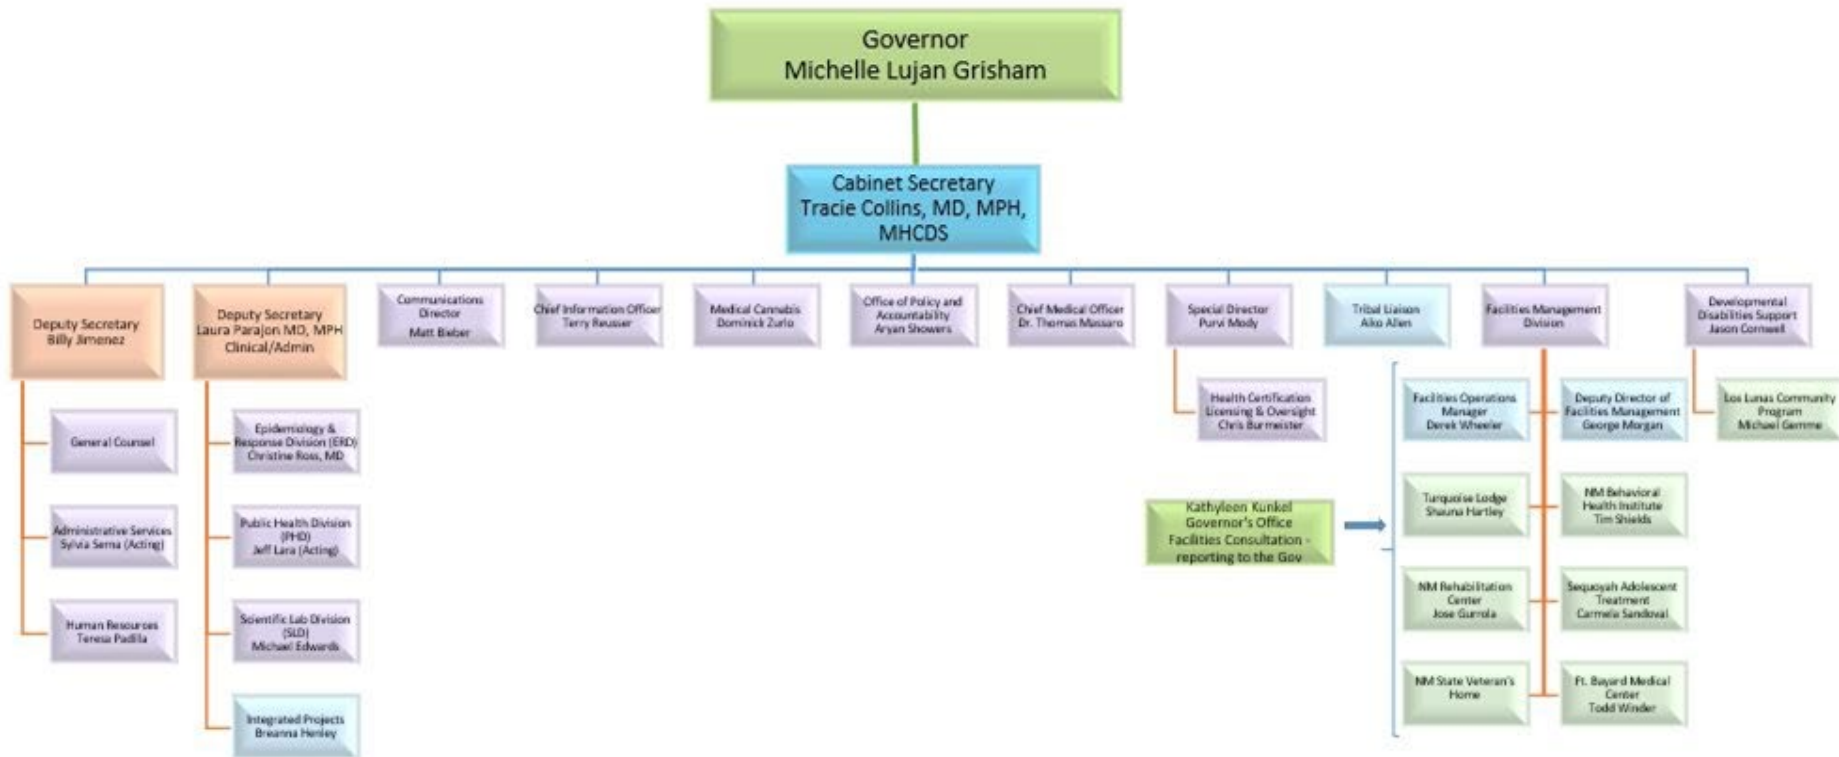 Governor
Michelle Lujan Grisham
Cabinet Secretary
Tracie Collins, MD, MPH,
MHCDS
Deputy Secretary
Billy Jimenez
Deputy Secretary
Laura Parajon MD, MPH
Clinical/Admin
Communications
Director
Matt Bieber
Chief Information Officer
Terry Reusser
Medical Cannabis
Dominick Zurlo
Office of Policy and
Accountability
Aryan Showers
Chief Medical Officer
Dr. Thomas Massaro
Special Director
Purvi Mody
Tribal Liaison
Aiko Allen
Facilities Management
Division
Developmental
Disabilities Support
Jason Cornwell
General Counsel
Administrative Services
Sylvia Serna (Acting)
Human Resources
Teresa Padilla
Epidemiology &
Response Division (ERD)
Christine Ross, MD
Public Health Division
(PHD)
Jeff Lara (Acting)
Scientific Lab Division
(SLD)
Michael Edwards
Integrated Projects
Breanna Henley
Health Certification
Licensing & Oversight
Chris Burmeister
Kathyleen Kunkel
Governor's Office
Facilities Consultation -
reporting to the Gov
Facilities Operations
Manager
Derek Wheeler
Deputy Director of
Facilities Management
George Morgan
Turquoise Lodge
Shauna Hartley
NM Behavioral
Health Institute
Tim Shields
NM Rehabilitation
Center
Jose Gurrola
Sequoyah Adolescent
Treatment
Carmela Sandoval
NM State Veteran's
Home
Ft. Bayard Medical
Center
Todd Winder
Los Lunas Community
Program
Michael Gemme